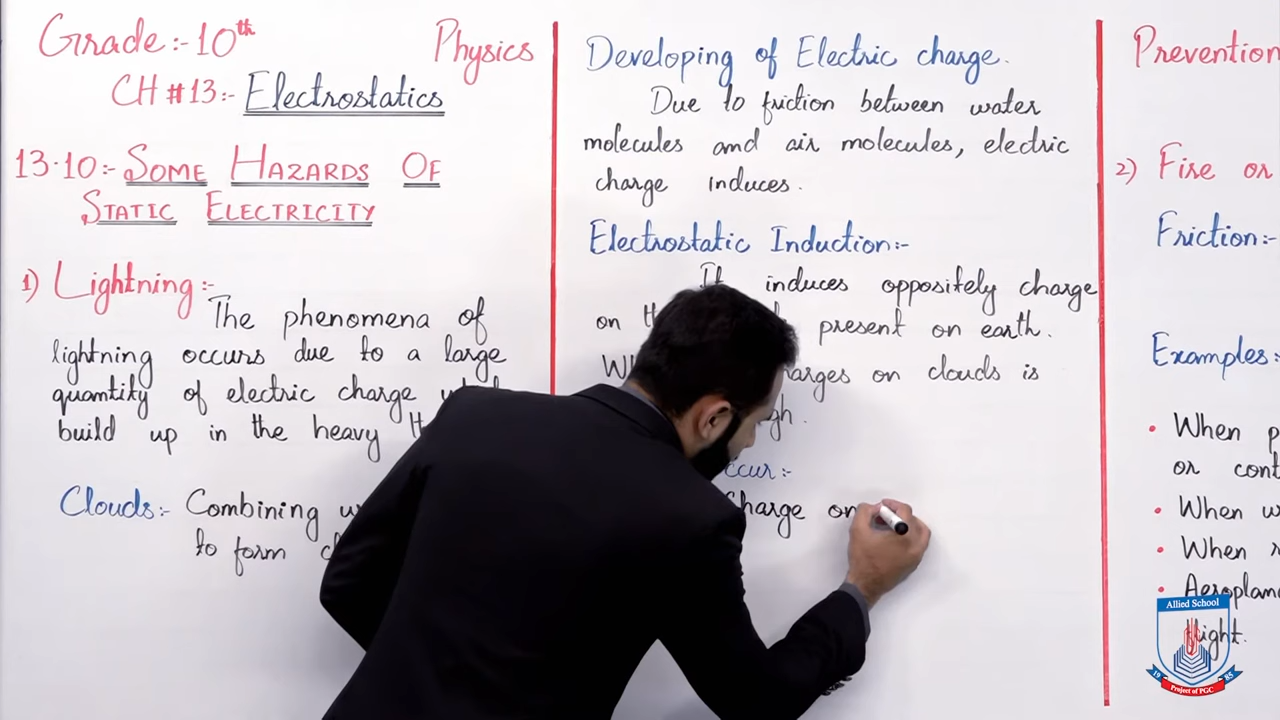 Grade:- 10th
Physics
CH #13:- Electrostatics
13.10:- SOME HAZARDS OF
STATIC ELECTRICITY
1) Lightning:-
The phenomena of
lightning occurs due to a large
quantity of electric charge
build up in the heavy
Clouds:- Combining
to form
Developing of Electric charge.
Due to friction between water
molecules and air molecules, electric
charge induces.
Electrostatic Induction:-
It induces oppositely charge
on present on earth.
charges on clouds is
Charge on
Prevention
2) Fire or
Friction:-
Examples:
• When
or
• When
• When
• Aeroplane
flight.
Allied School
19 85
Project of PGC